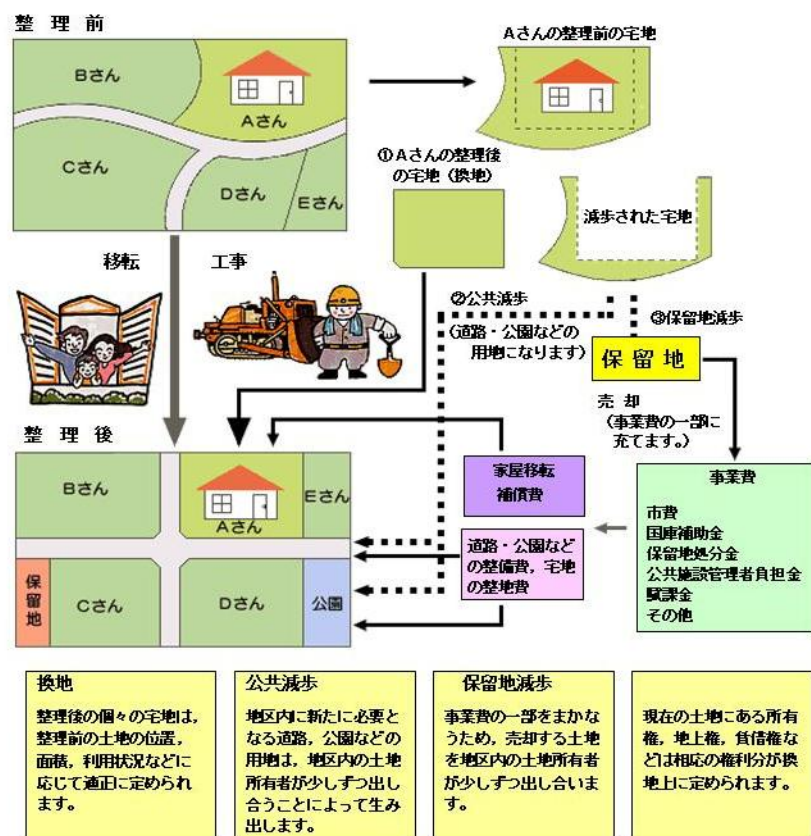 整 理 前
Bさん
Aさん
Cさん
Dさん
Eさん
Aさんの整理前の宅地
①Aさんの整理後
の宅地（換地）
減歩された宅地
移転
工事
②公共減歩
（道路・公園などの
用地になります）
③保留地減歩
保 留 地
売 却
（事業費の一部に
充てます。）
整 理 後
Bさん
Aさん
Eさん
保留地
Cさん
Dさん
公園
家屋移転
補償費
道路・公園など
の整備費，宅地
の整地費
事業費
市費
国庫補助金
保留地処分金
公共施設管理者負担金
賦課金
その他
換地
整理後の個々の宅地は，
整理前の土地の位置，
面積，利用状況などに
応じて適正に定められ
ます。
公共減歩
地区内に新たに必要と
なる道路，公園などの
用地は，地区内の土地
所有者が少しずつ出し
合うことによって生み
出します。
保留地減歩
事業費の一部をまかな
うため，売却する土地
を地区内の土地所有者
が少しずつ出し合いま
す。
現在の土地にある所有
権，地上権，賃借権な
どは相応の権利分が換
地上に定められます。